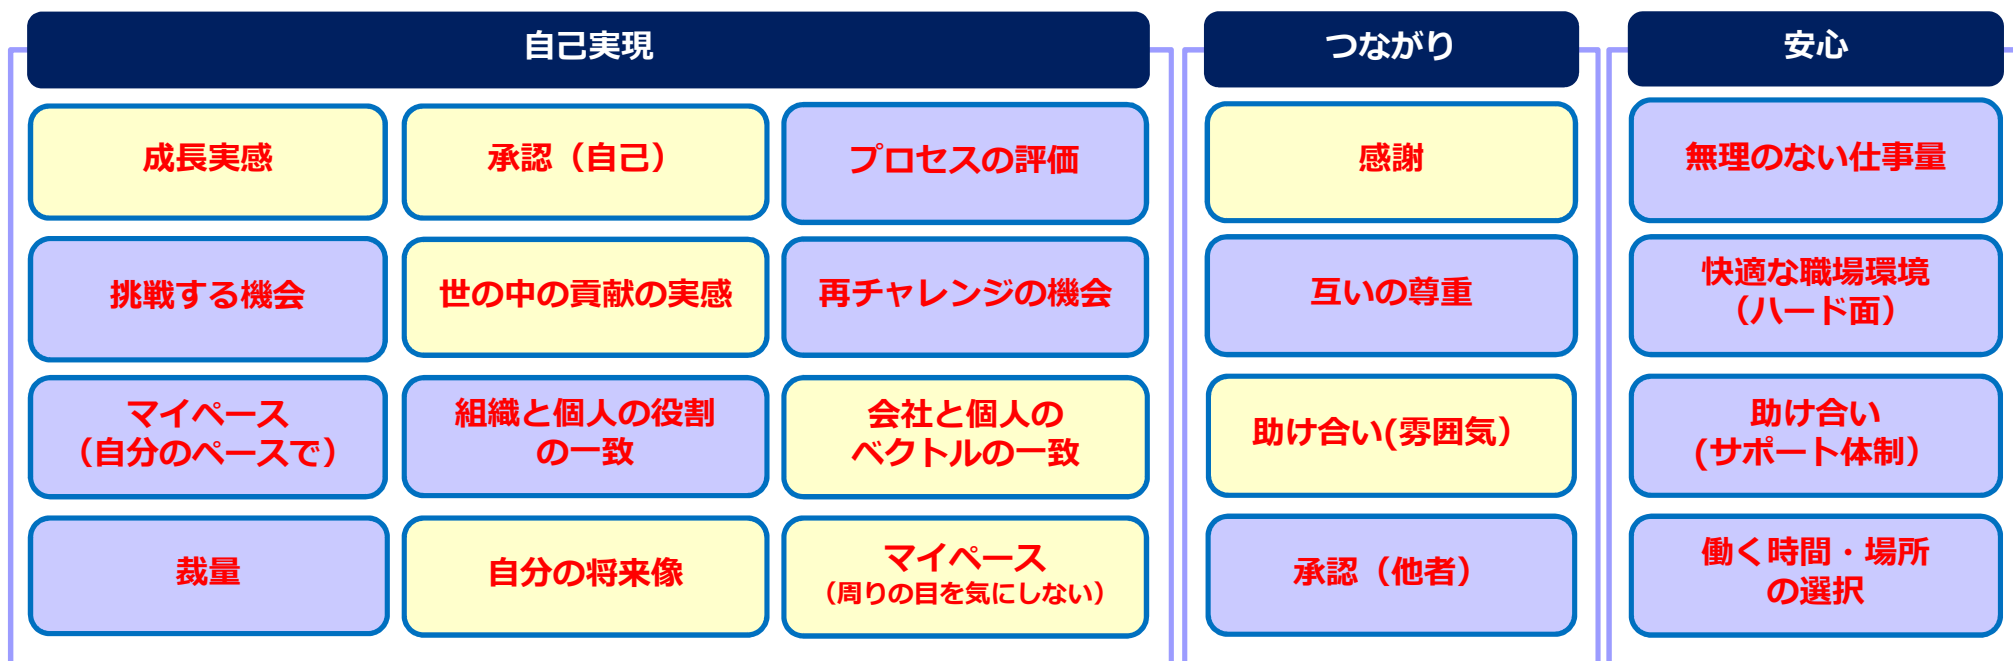 自己実現
成長実感
承認（自己）
プロセスの評価
挑戦する機会
世の中の貢献の実感
再チャレンジの機会
マイペース
（自分のペースで）
組織と個人の役割
の一致
会社と個人の
ベクトルの一致
裁量
自分の将来像
マイペース
（周りの目を気にしない）
つながり
感謝
互いの尊重
助け合い(雰囲気）
承認（他者）
安心
無理のない仕事量
快適な職場環境
（ハード面）
助け合い
(サポート体制）
働く時間・場所
の選択